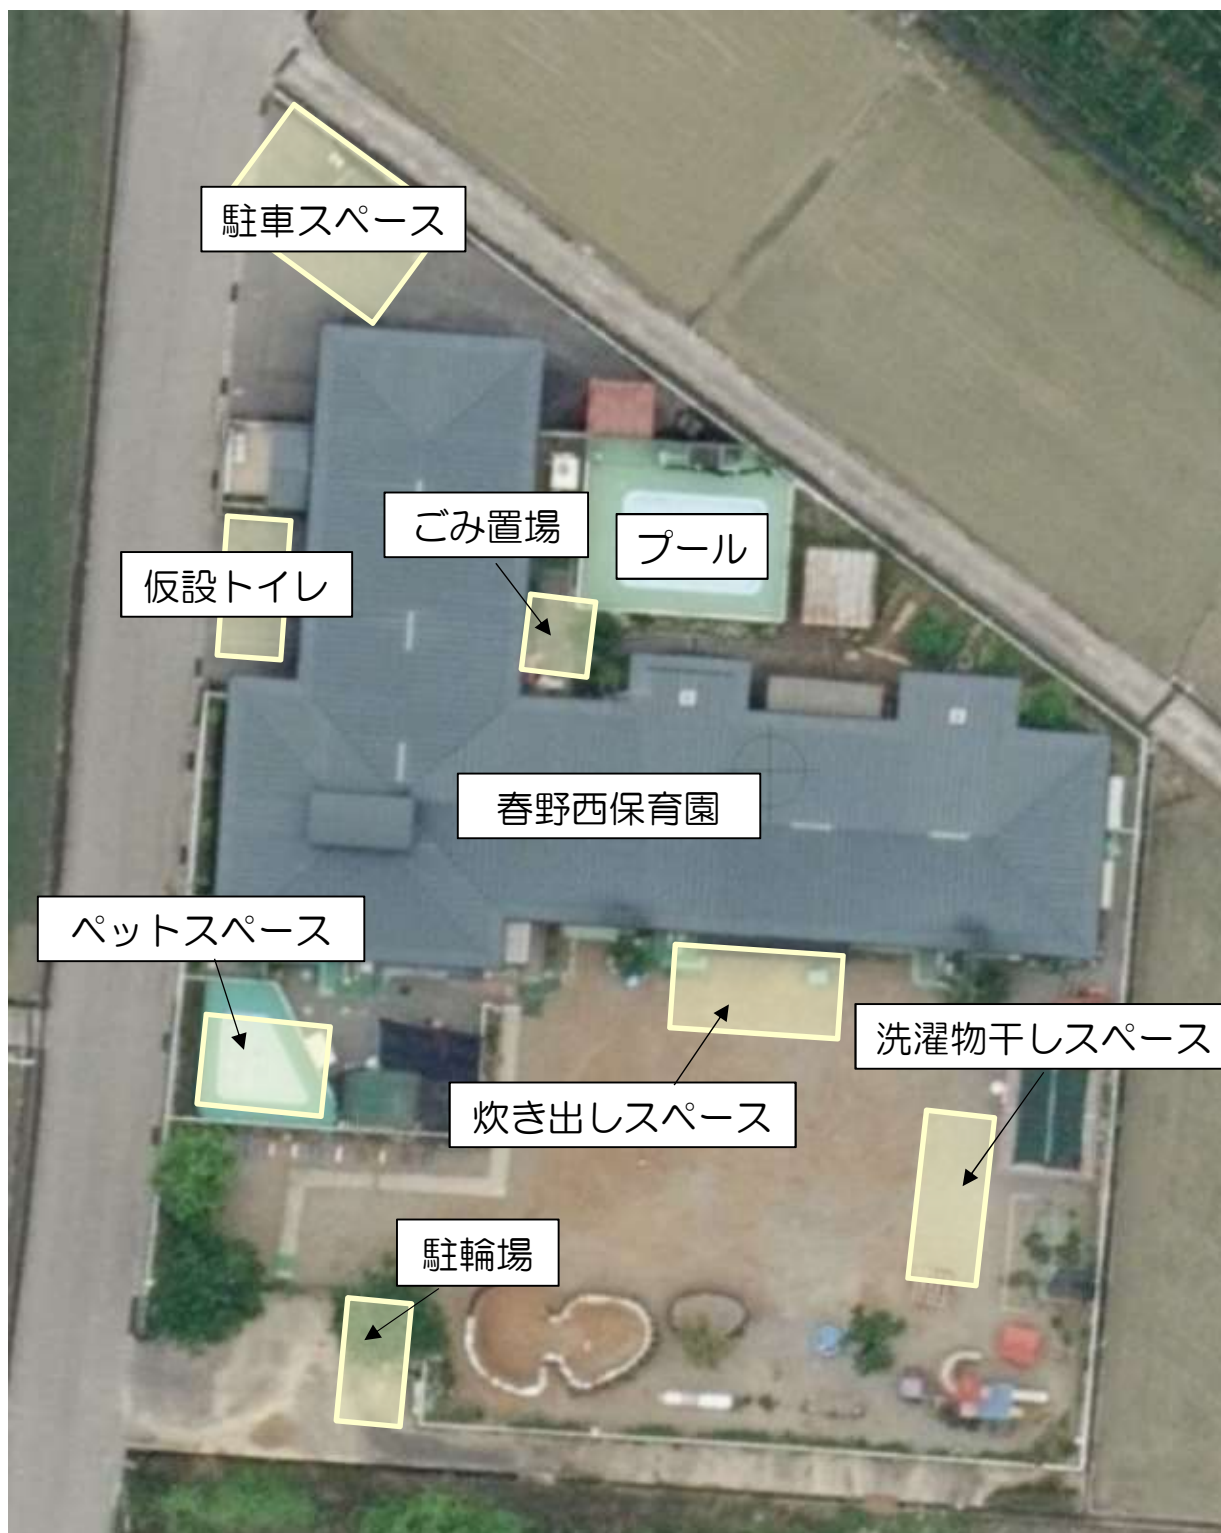 駐車スペース
ごみ置場
プール
仮設トイレ
春野西保育園
ペットスペース
洗濯物干しスペース
炊き出しスペース
駐輪場